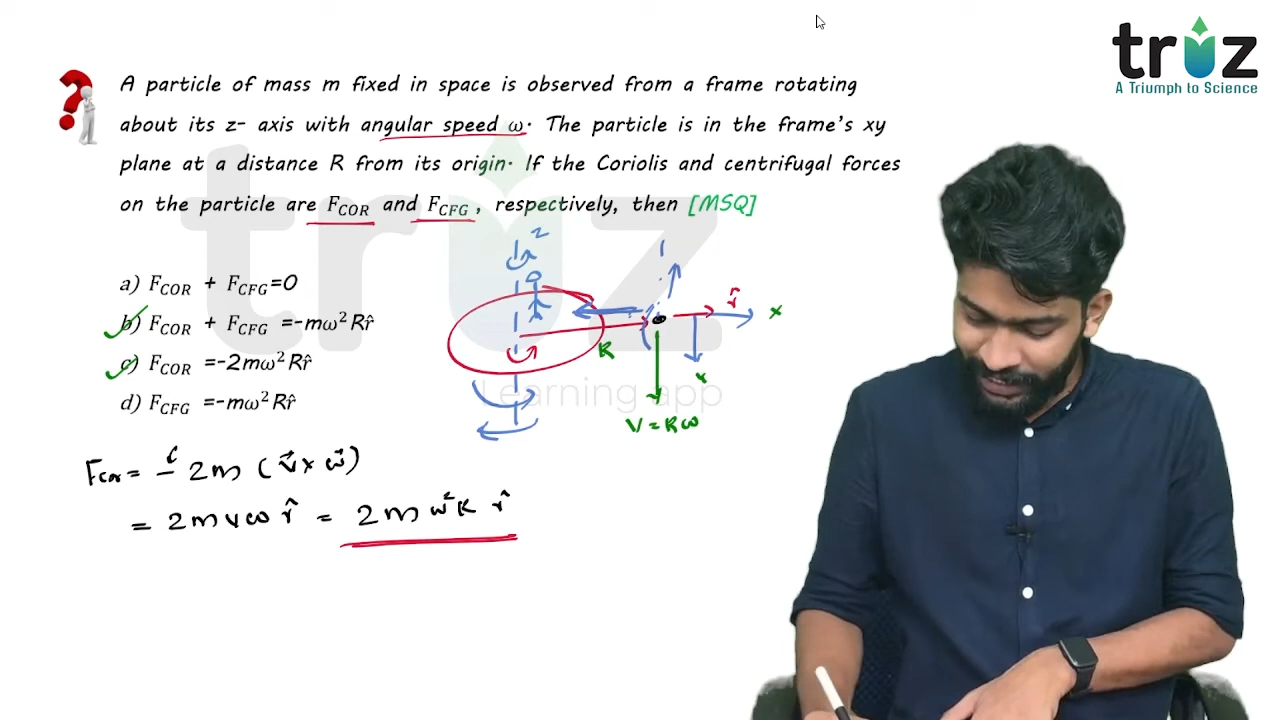 truz
A Triumph to Science
A particle of mass m fixed in space is observed from a frame rotating
about its z- axis with angular speed ω. The particle is in the frame's xy
plane at a distance R from its origin. If the Coriolis and centrifugal forces
on the particle are F_COR and F_CFG, respectively, then [MSQ]
z
a) F_COR + F_CFG=0
b) F_COR + F_CFG =-mω²Rr̂
r̂
x
c) F_COR =-2mω²Rr̂
R
d) F_CFG =-mω²Rr̂
Learning app
V = Rω
F_cor = - 2m (v⃗ x ω⃗)
= 2mvω r̂ = 2mω²R r̂